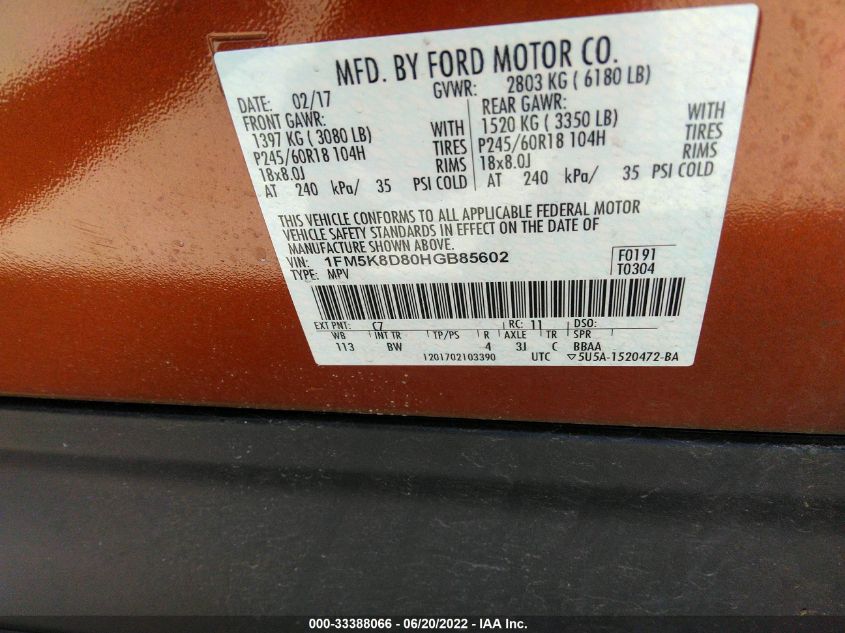 MFD. BY FORD MOTOR CO.
DATE: 02/17 GVWR: 2803 KG ( 6180 LB)
FRONT GAWR: REAR GAWR:
1397 KG ( 3080 LB) WITH 1520 KG ( 3350 LB) WITH
P245/60R18 104H TIRES P245/60R18 104H TIRES
18x8.0J RIMS 18x8.0J RIMS
AT 240 kPa/ 35 PSI COLD AT 240 kPa/ 35 PSI COLD
THIS VEHICLE CONFORMS TO ALL APPLICABLE FEDERAL MOTOR
VEHICLE SAFETY STANDARDS IN EFFECT ON THE DATE OF
MANUFACTURE SHOWN ABOVE.
VIN: 1FM5K8D80HGB85602 F0191
TYPE: MPV T0304
EXT PNT: C7 RC: 11 DSO:
WB INT TR TP/PS R AXLE TR SPR
113 BW 4 3J C BBAA
1201702103390 UTC ▽5U5A-1520472-BA
000-33388066 - 06/20/2022 - IAA Inc.